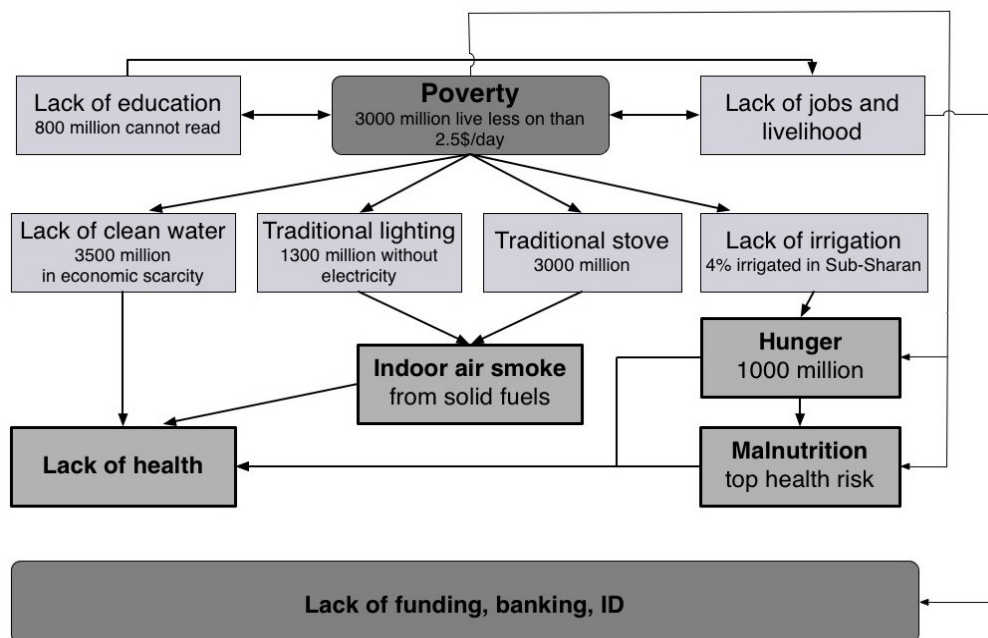 Lack of education
800 million cannot read
Poverty
3000 million live less on than
2.5$/day
Lack of jobs and
livelihood
Lack of clean water
3500 million
in economic scarcity
Traditional lighting
1300 million without
electricity
Traditional stove
3000 million
Lack of irrigation
4% irrigated in Sub-Sharan
Indoor air smoke
from solid fuels
Hunger
1000 million
Lack of health
Malnutrition
top health risk
Lack of funding, banking, ID